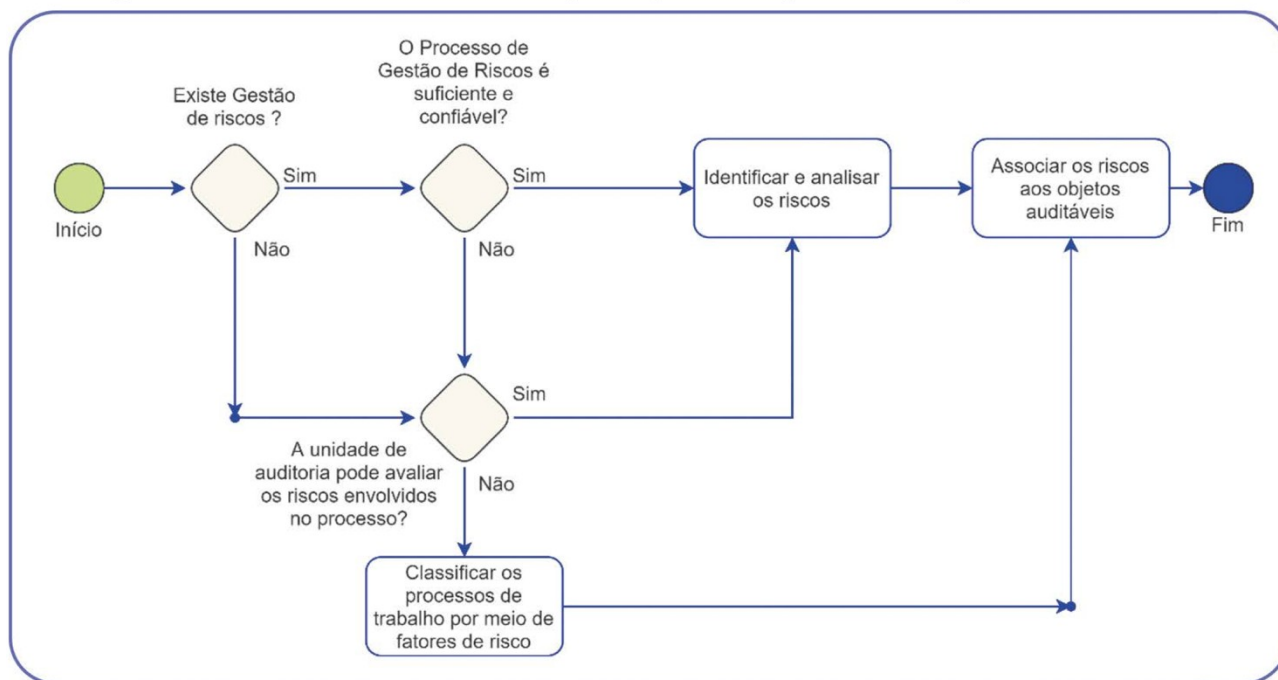 O Processo de
Gestão de Riscos é
suficiente e
confiável?
Existe Gestão
de riscos ?
Sim
Sim
Identificar e analisar
os riscos
Associar os riscos
aos objetos
auditáveis
Início
Fim
Não
Não
Sim
A unidade de
auditoria pode avaliar
os riscos envolvidos
no processo?
Não
Classificar os
processos de
trabalho por meio de
fatores de risco